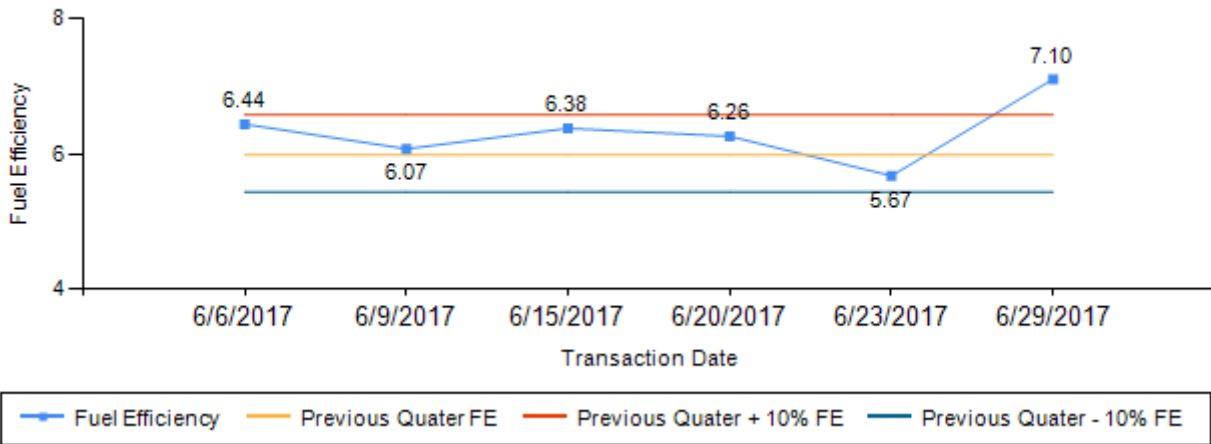 8
7.10
6.44
6.38
6.26
Fuel Efficiency
6
6.07
5.67
4
6/6/2017 6/9/2017 6/15/2017 6/20/2017 6/23/2017 6/29/2017
Transaction Date
Fuel Efficiency Previous Quater FE Previous Quater + 10% FE Previous Quater - 10% FE